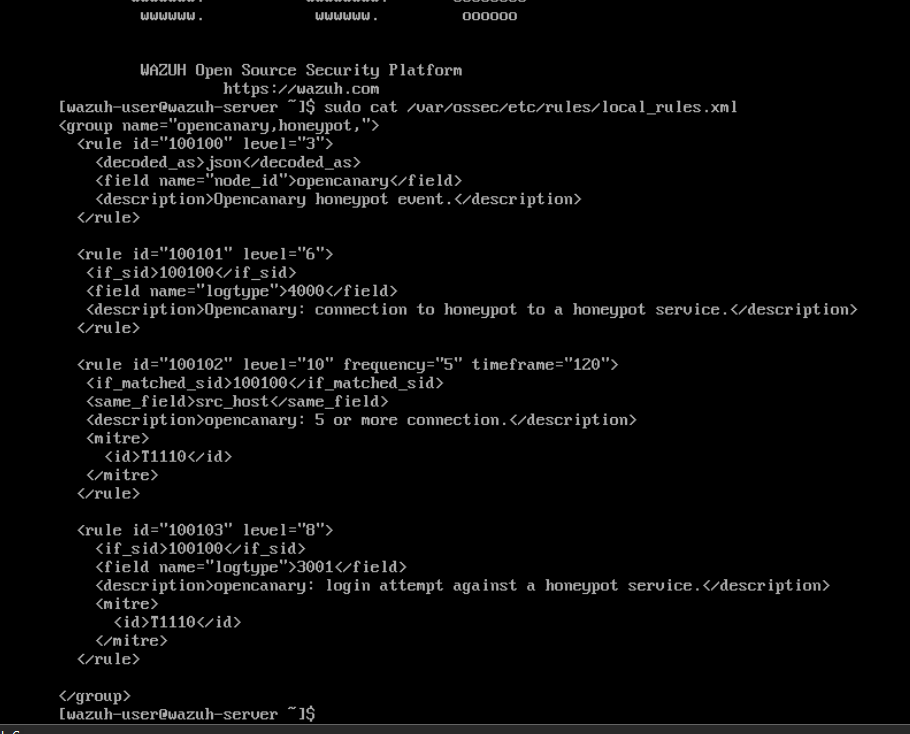 wwwwww.                    wwwwww.          oooooo
WAZUH Open Source Security Platform
https://wazuh.com
[wazuh-user@wazuh-server ~]$ sudo cat /var/ossec/etc/rules/local_rules.xml
<group name="opencanary,honeypot,">
  <rule id="100100" level="3">
    <decoded_as>json</decoded_as>
    <field name="node_id">opencanary</field>
    <description>Opencanary honeypot event.</description>
  </rule>
  <rule id="100101" level="6">
   <if_sid>100100</if_sid>
   <field name="logtype">4000</field>
   <description>Opencanary: connection to honeypot to a honeypot service.</description>
  </rule>
  <rule id="100102" level="10" frequency="5" timeframe="120">
   <if_matched_sid>100100</if_matched_sid>
   <same_field>src_host</same_field>
   <description>opencanary: 5 or more connection.</description>
   <mitre>
     <id>T1110</id>
   </mitre>
  </rule>
  <rule id="100103" level="8">
    <if_sid>100100</if_sid>
    <field name="logtype">3001</field>
    <description>opencanary: login attempt against a honeypot service.</description>
    <mitre>
      <id>T1110</id>
    </mitre>
  </rule>
</group>
[wazuh-user@wazuh-server ~]$